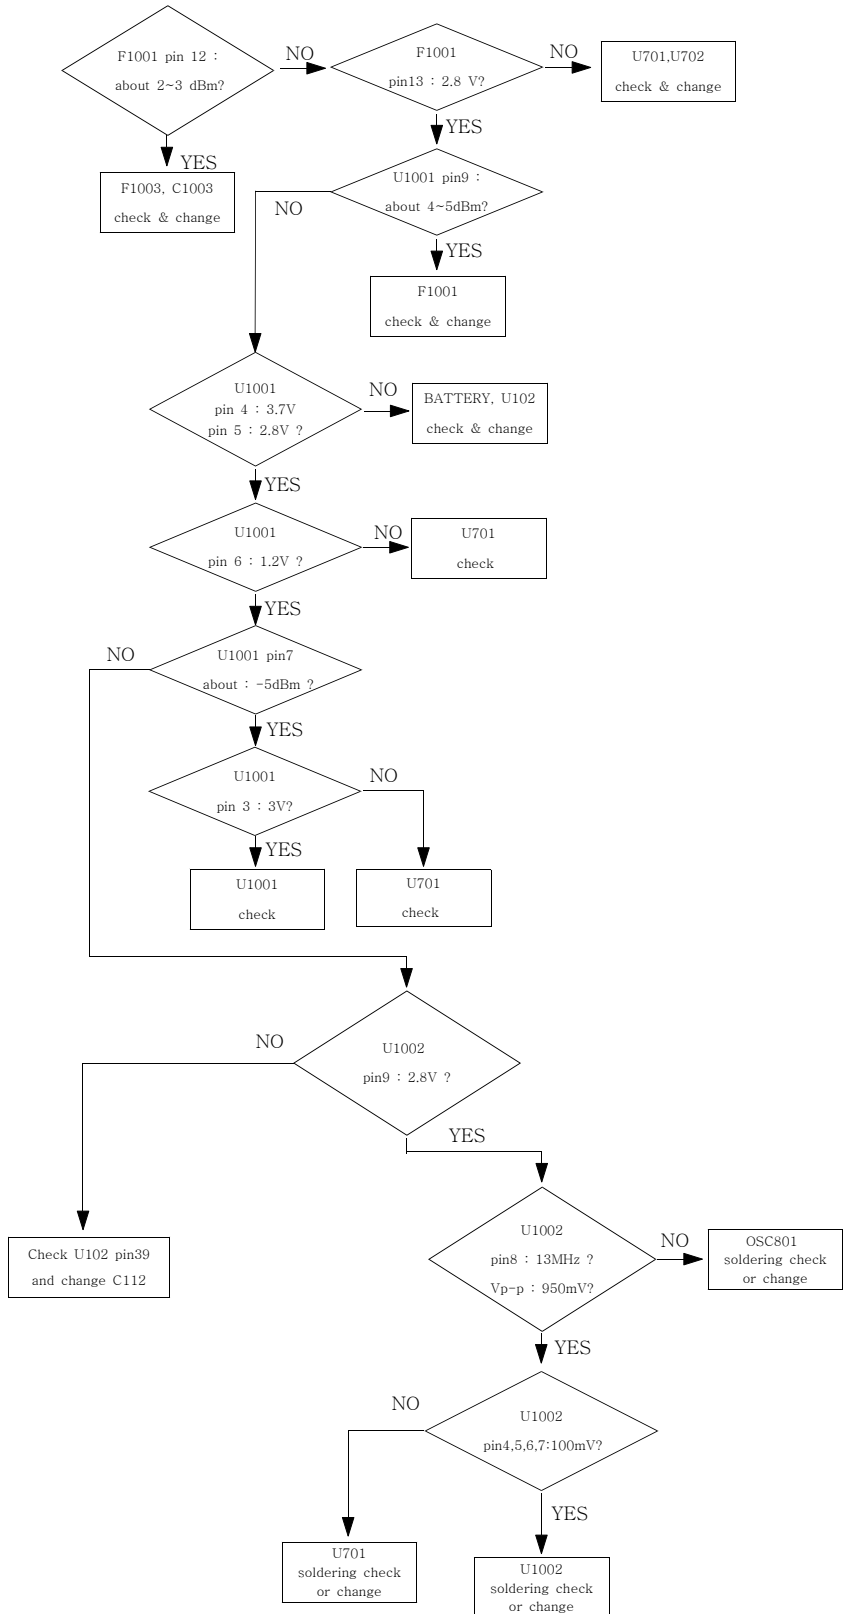 F1001 pin 12 :
about 2~3 dBm?
NO
F1001
pin13 : 2.8 V?
NO
U701,U702
check & change
YES
F1003, C1003
check & change
YES
U1001 pin9 :
about 4~5dBm?
NO
YES
F1001
check & change
U1001
pin 4 : 3.7V
pin 5 : 2.8V ?
NO
BATTERY, U102
check & change
YES
U1001
pin 6 : 1.2V ?
NO
U701
check
YES
U1001 pin7
about : -5dBm ?
NO
YES
U1001
pin 3 : 3V?
NO
YES
U1001
check
U701
check
U1002
pin9 : 2.8V ?
NO
YES
Check U102 pin39
and change C112
U1002
pin8 : 13MHz ?
Vp-p : 950mV?
NO
OSC801
soldering check
or change
YES
U1002
pin4,5,6,7:100mV?
NO
YES
U701
soldering check
or change
U1002
soldering check
or change